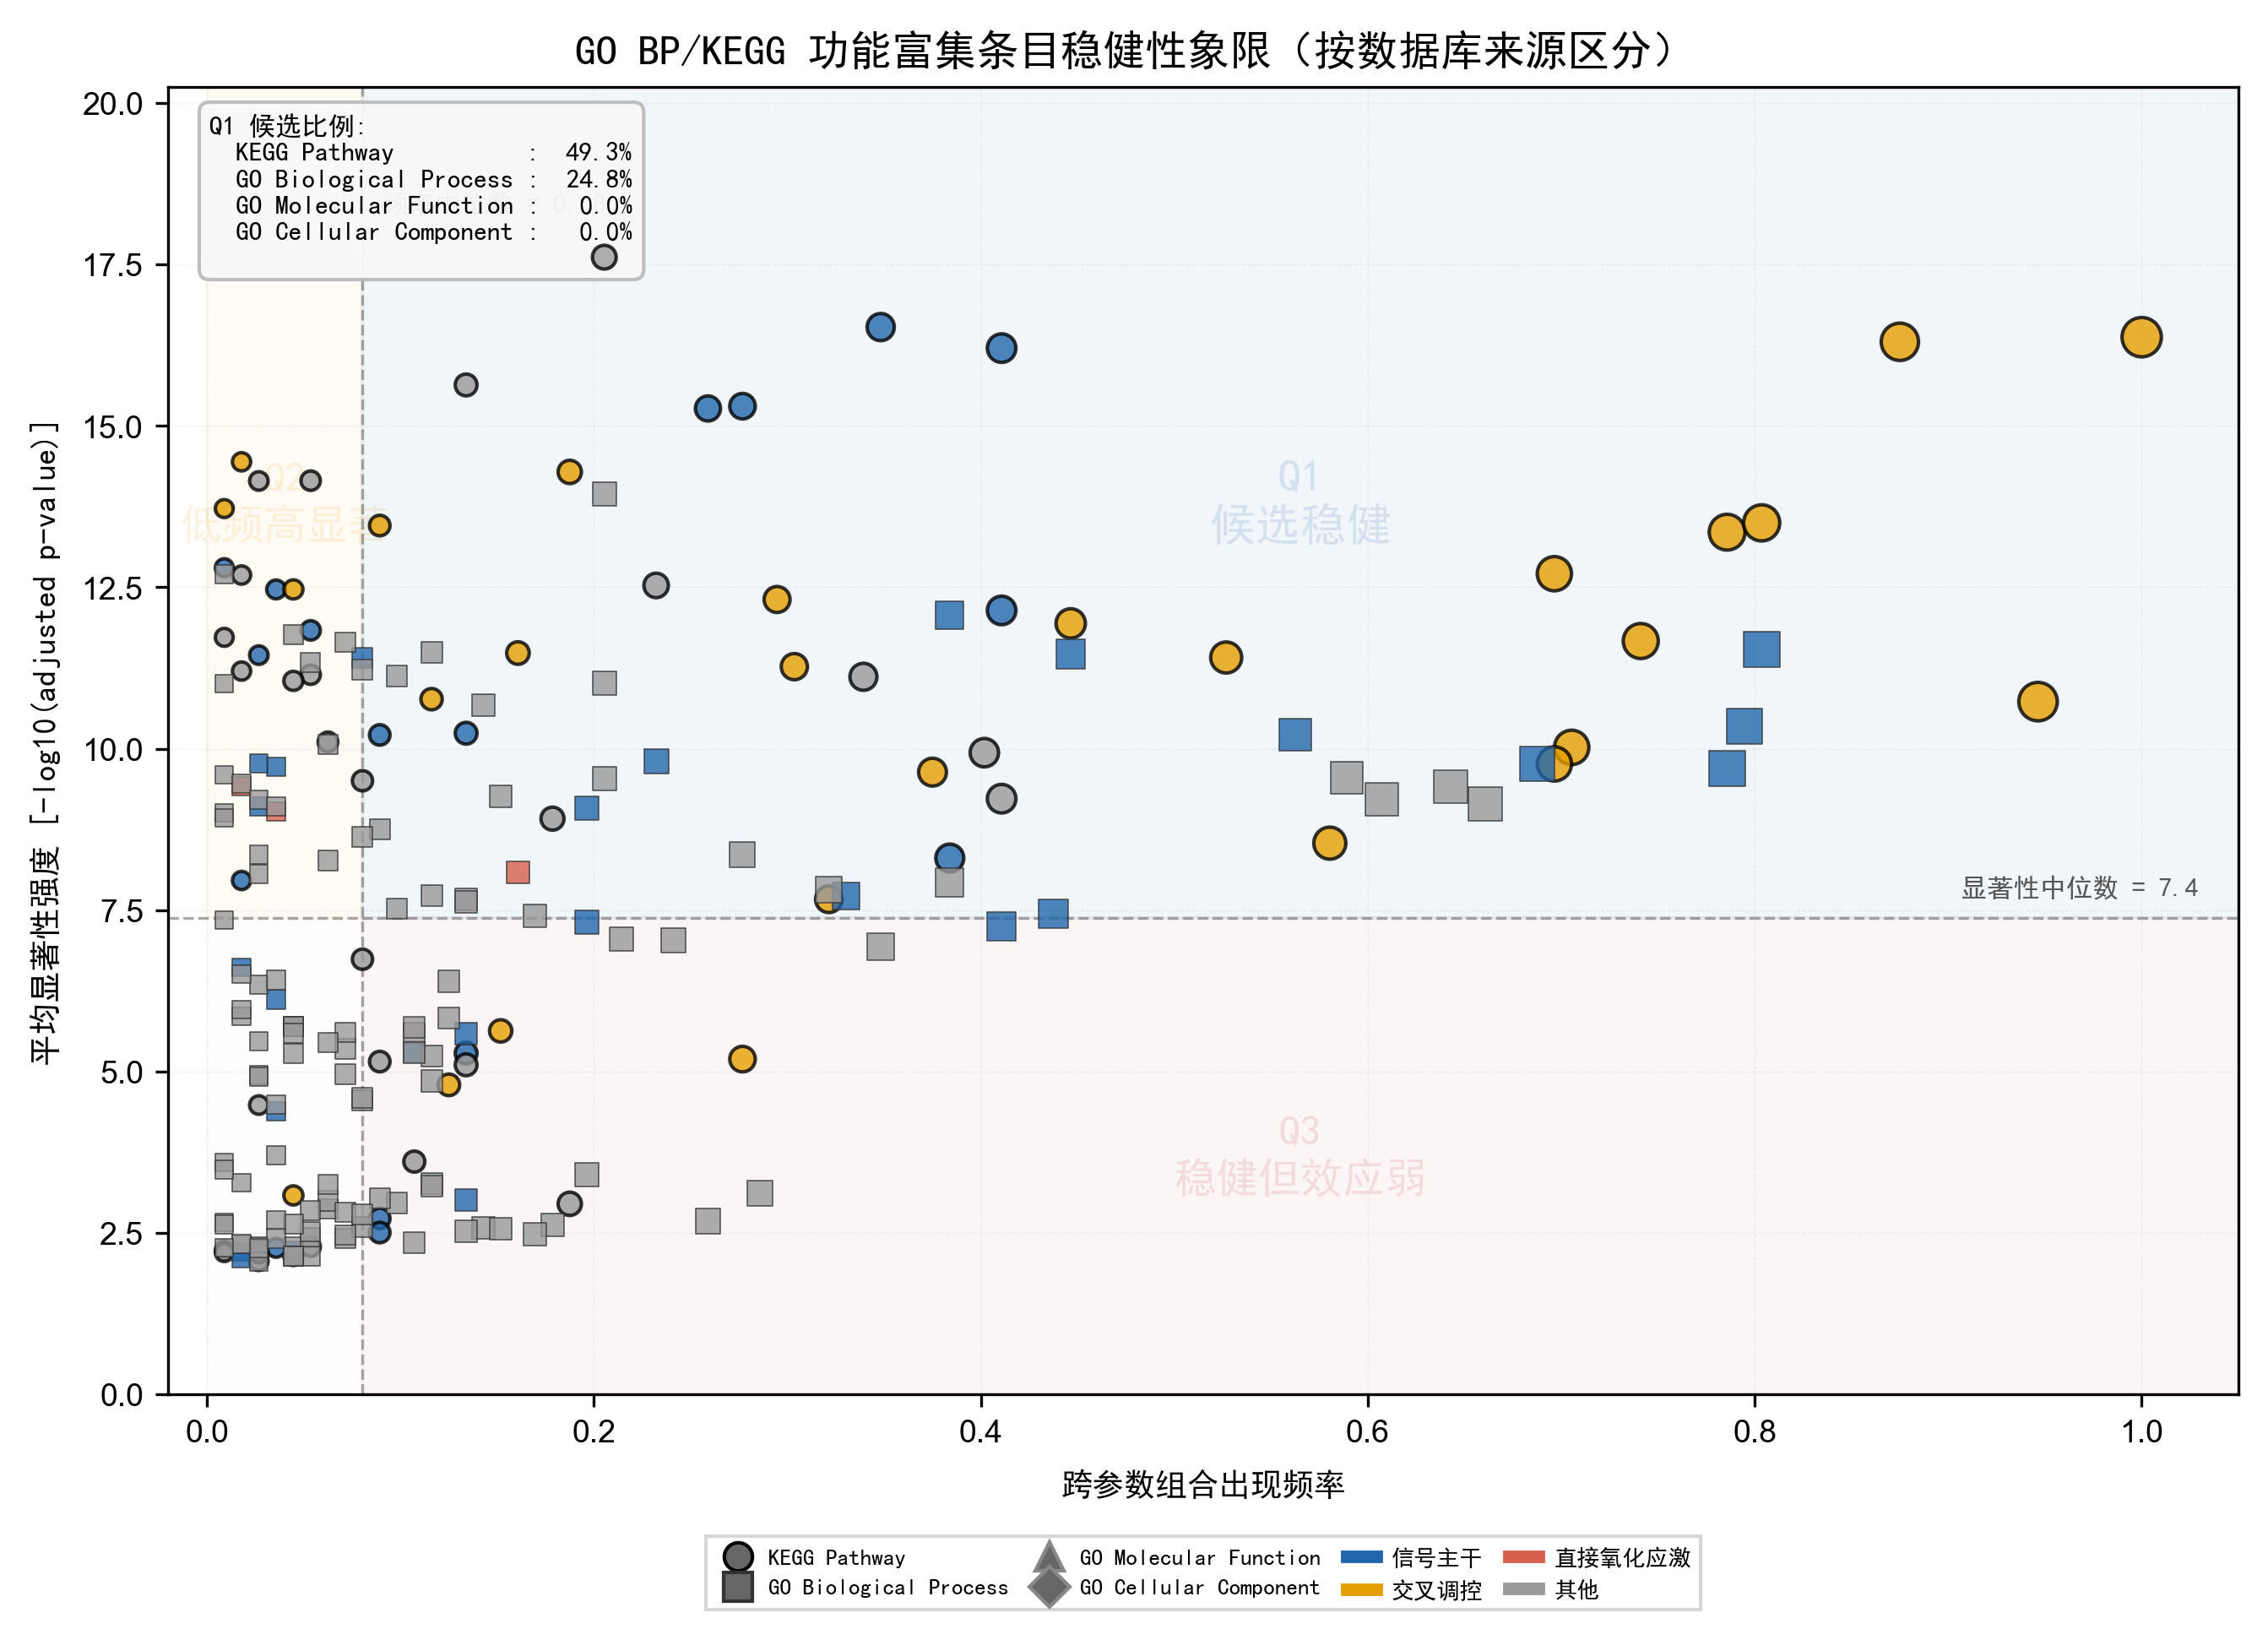 GO BP/KEGG 功能富集条目稳健性象限（按数据库来源区分）
平均显著性强度 [-log10(adjusted p-value)]
20.0
17.5
15.0
12.5
10.0
7.5
5.0
2.5
0.0
Q1 候选比例:
KEGG Pathway : 49.3%
GO Biological Process : 24.8%
GO Molecular Function : 0.0%
GO Cellular Component : 0.0%
Q2
低频高显著
Q1
候选稳健
显著性中位数 = 7.4
Q3
稳健但效应弱
0.0 0.2 0.4 0.6 0.8 1.0
跨参数组合出现频率
KEGG Pathway GO Molecular Function 信号主干 直接氧化应激
GO Biological Process GO Cellular Component 交叉调控 其他